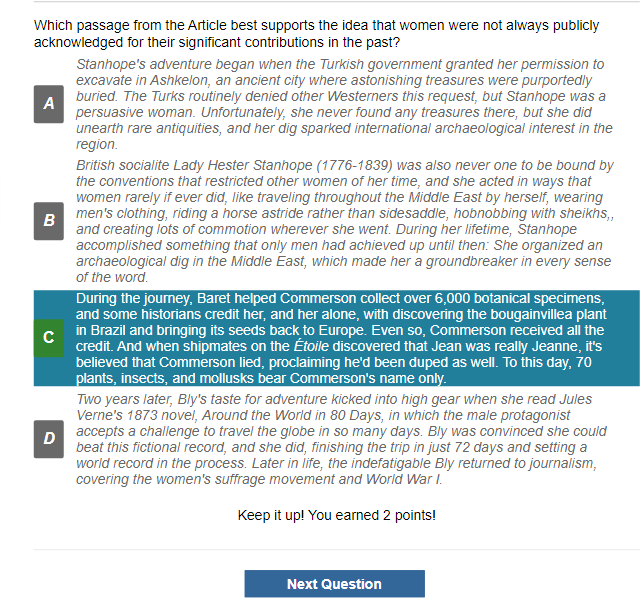 Which passage from the Article best supports the idea that women were not always publicly
acknowledged for their significant contributions in the past?
A
Stanhope's adventure began when the Turkish government granted her permission to
excavate in Ashkelon, an ancient city where astonishing treasures were purportedly
buried. The Turks routinely denied other Westerners this request, but Stanhope was a
persuasive woman. Unfortunately, she never found any treasures there, but she did
unearth rare antiquities, and her dig sparked international archaeological interest in the
region.
B
British socialite Lady Hester Stanhope (1776-1839) was also never one to be bound by
the conventions that restricted other women of her time, and she acted in ways that
women rarely if ever did, like traveling throughout the Middle East by herself, wearing
men's clothing, riding a horse astride rather than sidesaddle, hobnobbing with sheikhs,,
and creating lots of commotion wherever she went. During her lifetime, Stanhope
accomplished something that only men had achieved up until then: She organized an
archaeological dig in the Middle East, which made her a groundbreaker in every sense
of the word.
C
During the journey, Baret helped Commerson collect over 6,000 botanical specimens,
and some historians credit her, and her alone, with discovering the bougainvillea plant
in Brazil and bringing its seeds back to Europe. Even so, Commerson received all the
credit. And when shipmates on the Étoile discovered that Jean was really Jeanne, it's
believed that Commerson lied, proclaiming he'd been duped as well. To this day, 70
plants, insects, and mollusks bear Commerson's name only.
D
Two years later, Bly's taste for adventure kicked into high gear when she read Jules
Verne's 1873 novel, Around the World in 80 Days, in which the male protagonist
accepts a challenge to travel the globe in so many days. Bly was convinced she could
beat this fictional record, and she did, finishing the trip in just 72 days and setting a
world record in the process. Later in life, the indefatigable Bly returned to journalism,
covering the women's suffrage movement and World War I.
Keep it up! You earned 2 points!
Next Question